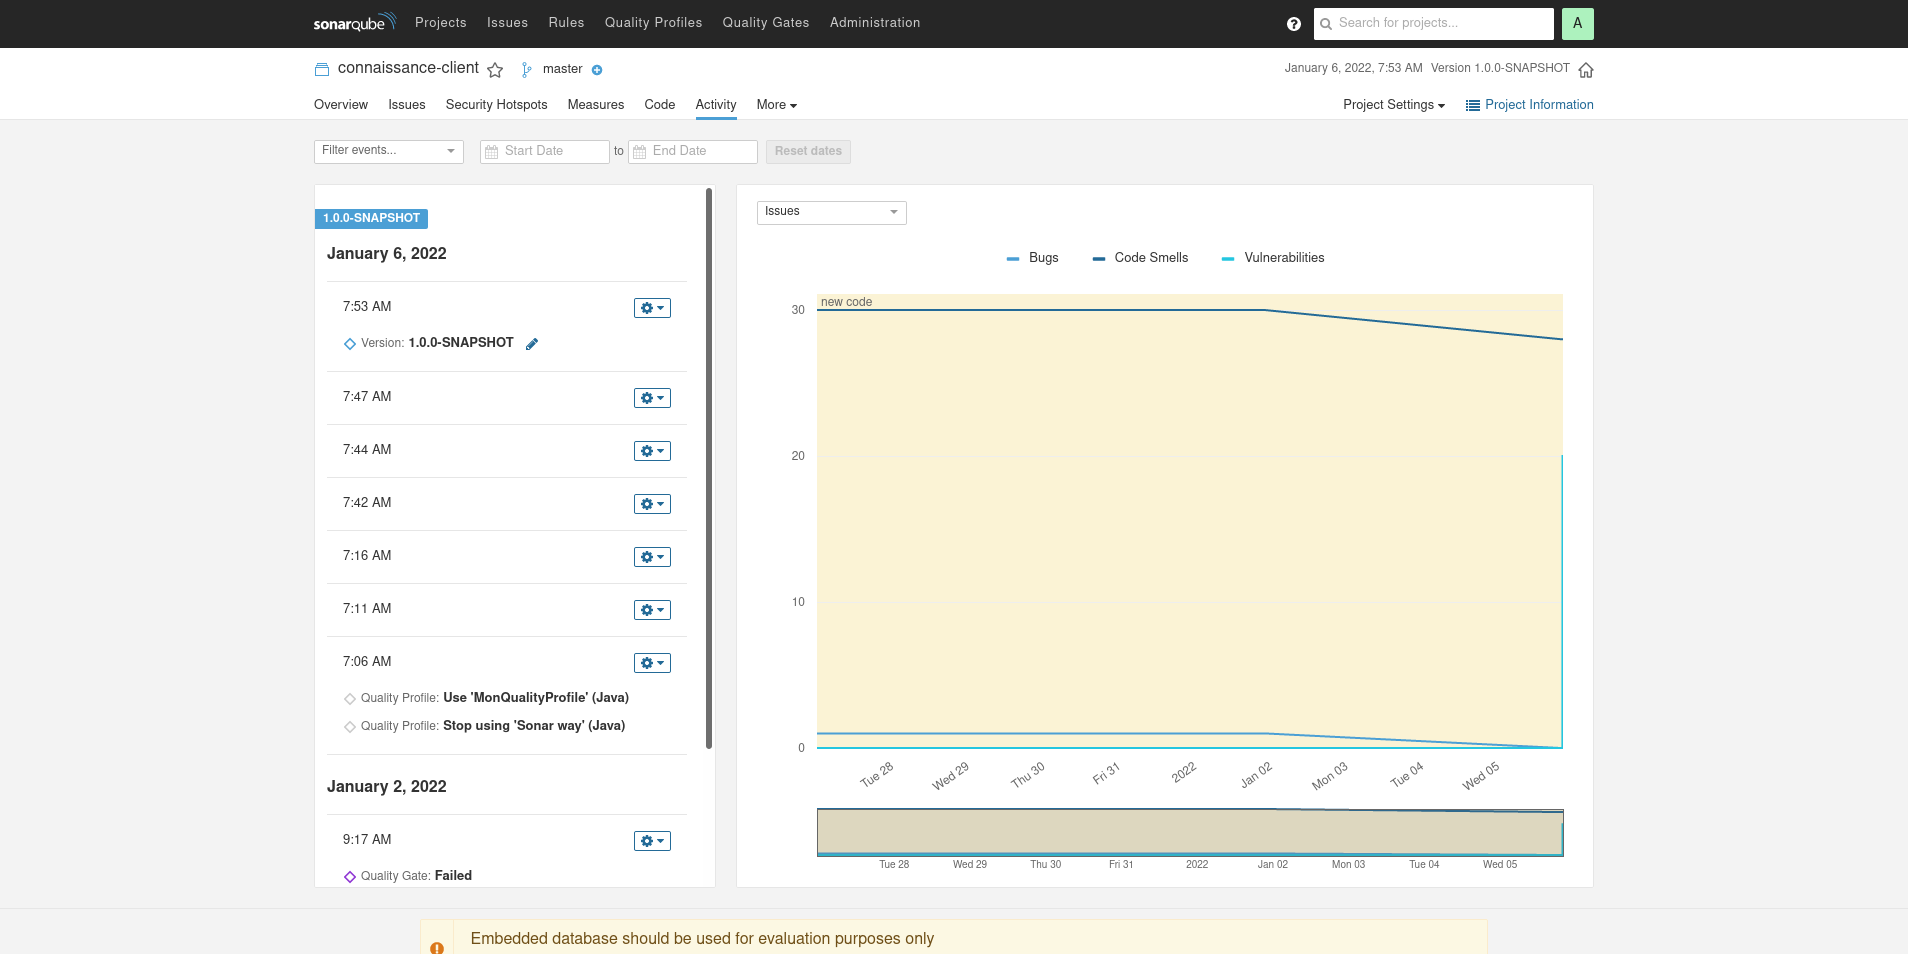 sonarqube Projects Issues Rules Quality Profiles Quality Gates Administration ? Search for projects... A
connaissance-client master January 6, 2022, 7:53 AM Version 1.0.0-SNAPSHOT
Overview Issues Security Hotspots Measures Code Activity More Project Settings Project Information
Filter events... Start Date to End Date Reset dates
1.0.0-SNAPSHOT
January 6, 2022
7:53 AM
Version: 1.0.0-SNAPSHOT
7:47 AM
7:44 AM
7:42 AM
7:16 AM
7:11 AM
7:06 AM
Quality Profile: Use 'MonQualityProfile' (Java)
Quality Profile: Stop using 'Sonar way' (Java)
January 2, 2022
9:17 AM
Quality Gate: Failed
Issues
Bugs Code Smells Vulnerabilities
new code
30
20
10
0
Tue 28 Wed 29 Thu 30 Fri 31 2022 Jan 02 Mon 03 Tue 04 Wed 05
Tue 28 Wed 29 Thu 30 Fri 31 2022 Jan 02 Mon 03 Tue 04 Wed 05
Embedded database should be used for evaluation purposes only